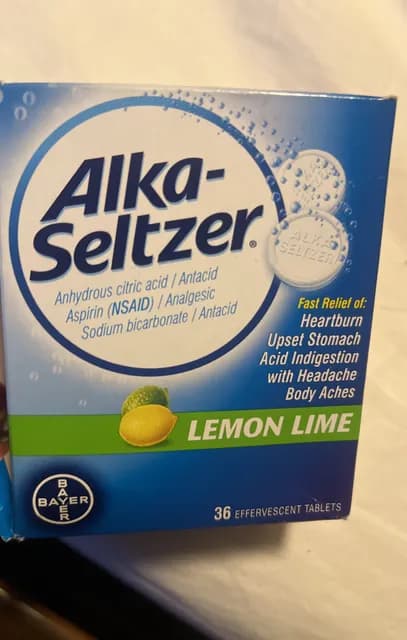 Alka-
Seltzer®
Anhydrous citric acid / Antacid
Aspirin (NSAID) / Analgesic
Sodium bicarbonate / Antacid
ALKA
SELTZER
Fast Relief of:
Heartburn
Upset Stomach
Acid Indigestion
with Headache
Body Aches
LEMON LIME
BAYER
BAYER
36 EFFERVESCENT TABLETS